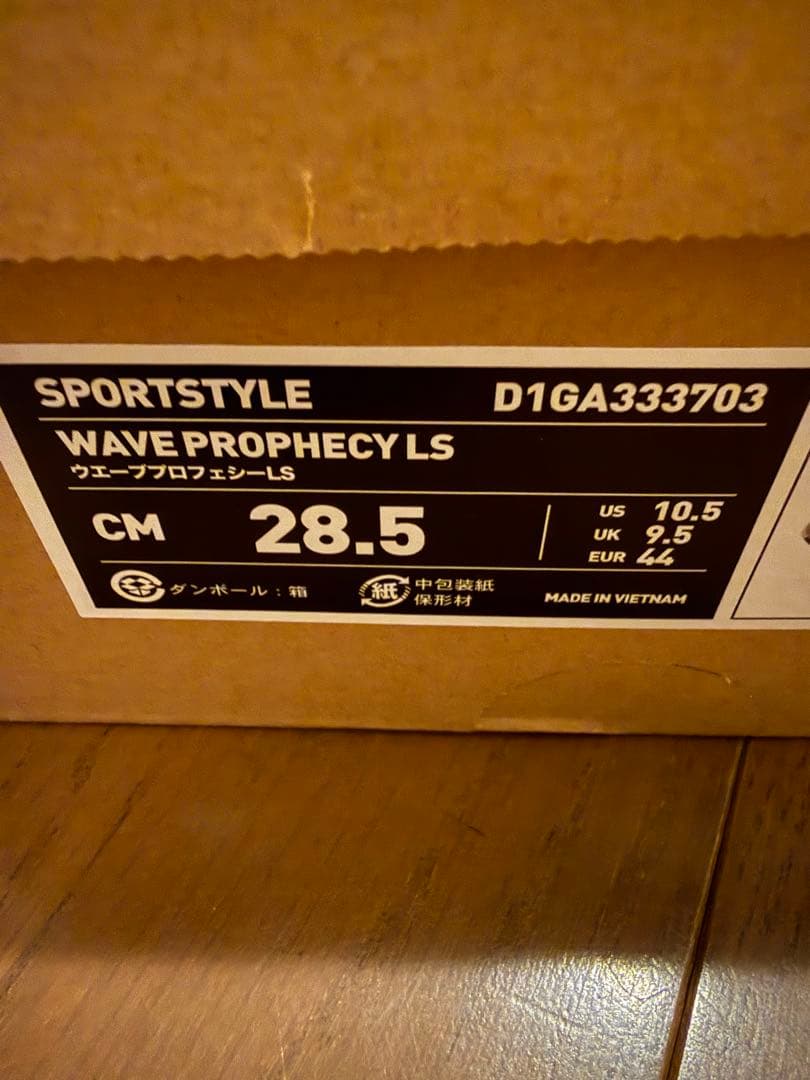 SPORTSTYLE D1GA333703
WAVE PROPHECY LS
ウエーブプロフェシーLS
CM 28.5
US 10.5
UK 9.5
EUR 44
ダンボール：箱
紙 中包装紙
保形材
MADE IN VIETNAM